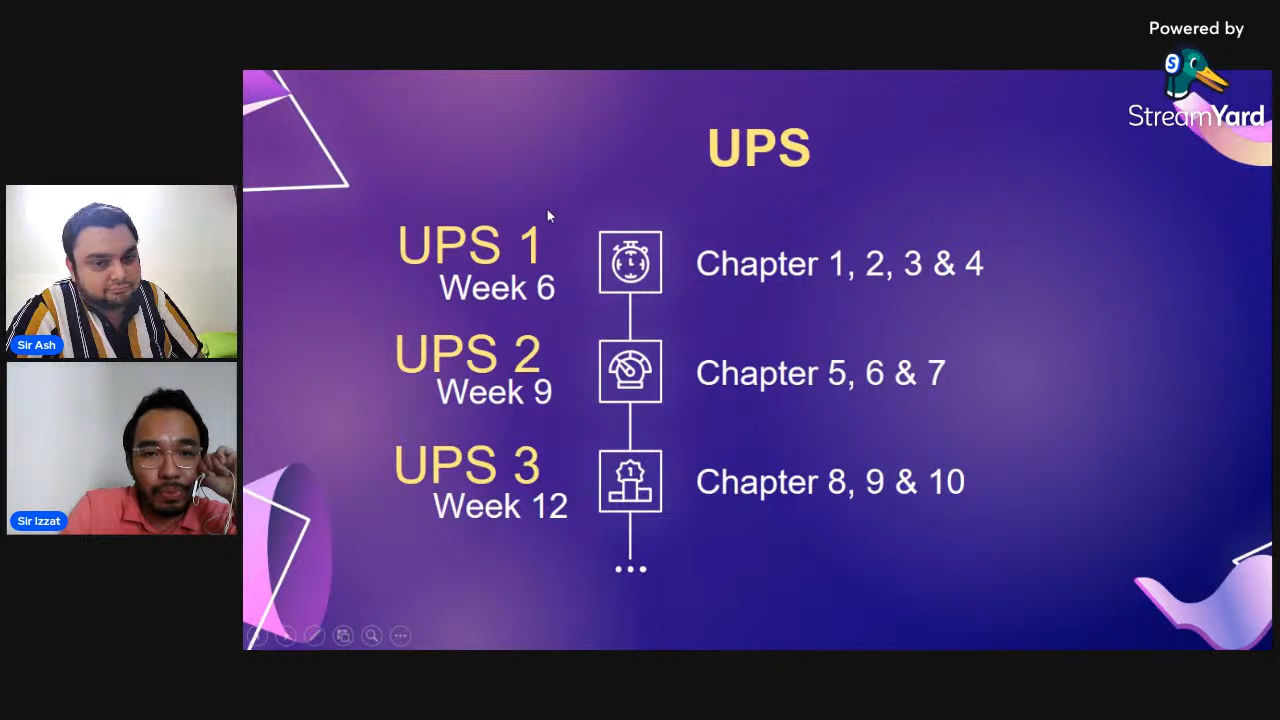 Powered by
S
StreamYard
UPS
UPS 1
Week 6
Chapter 1, 2, 3 & 4
UPS 2
Week 9
Chapter 5, 6 & 7
UPS 3
Week 12
1
Chapter 8, 9 & 10
...
Sir Ash
Sir Izzat